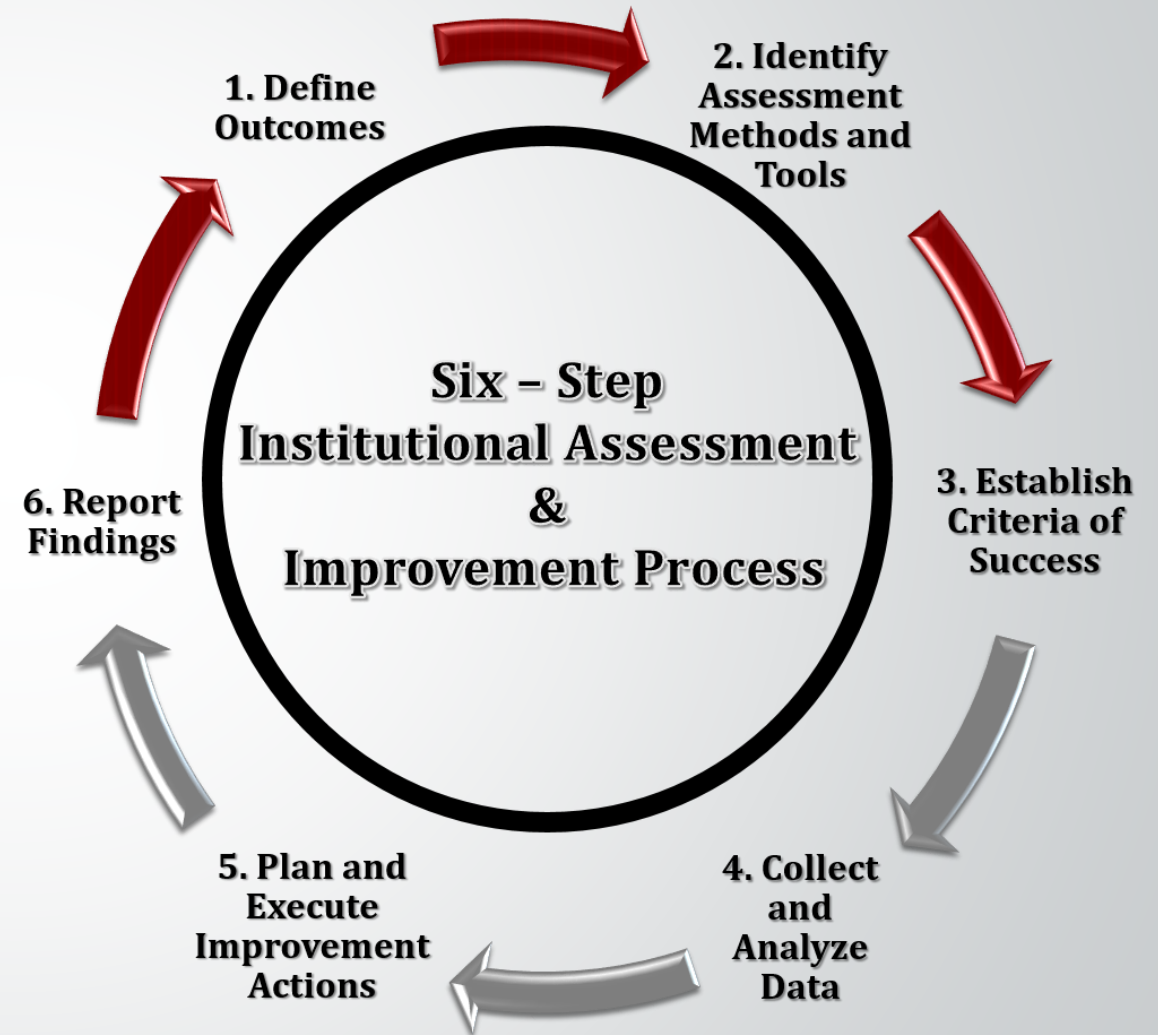 1. Define
Outcomes
2. Identify
Assessment
Methods and
Tools
3. Establish
Criteria of
Success
4. Collect
and
Analyze
Data
5. Plan and
Execute
Improvement
Actions
6. Report
Findings
Six – Step
Institutional Assessment
&
Improvement Process